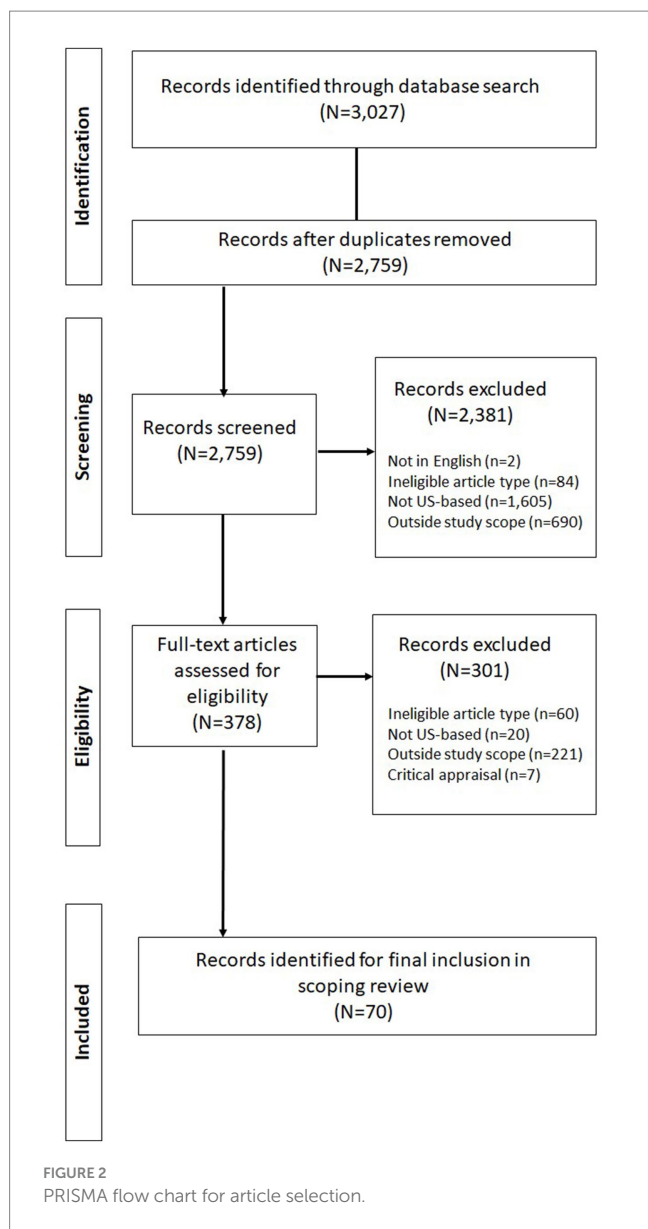 Identification
Records identified through database search
(N=3,027)
Records after duplicates removed
(N=2,759)
Screening
Records screened
(N=2,759)
Records excluded
(N=2,381)
Not in English (n=2)
Ineligible article type (n=84)
Not US-based (n=1,605)
Outside study scope (n=690)
Eligibility
Full-text articles
assessed for
eligibility
(N=378)
Records excluded
(N=301)
Ineligible article type (n=60)
Not US-based (n=20)
Outside study scope (n=221)
Critical appraisal (n=7)
Included
Records identified for final inclusion in
scoping review
(N=70)
FIGURE 2
PRISMA flow chart for article selection.